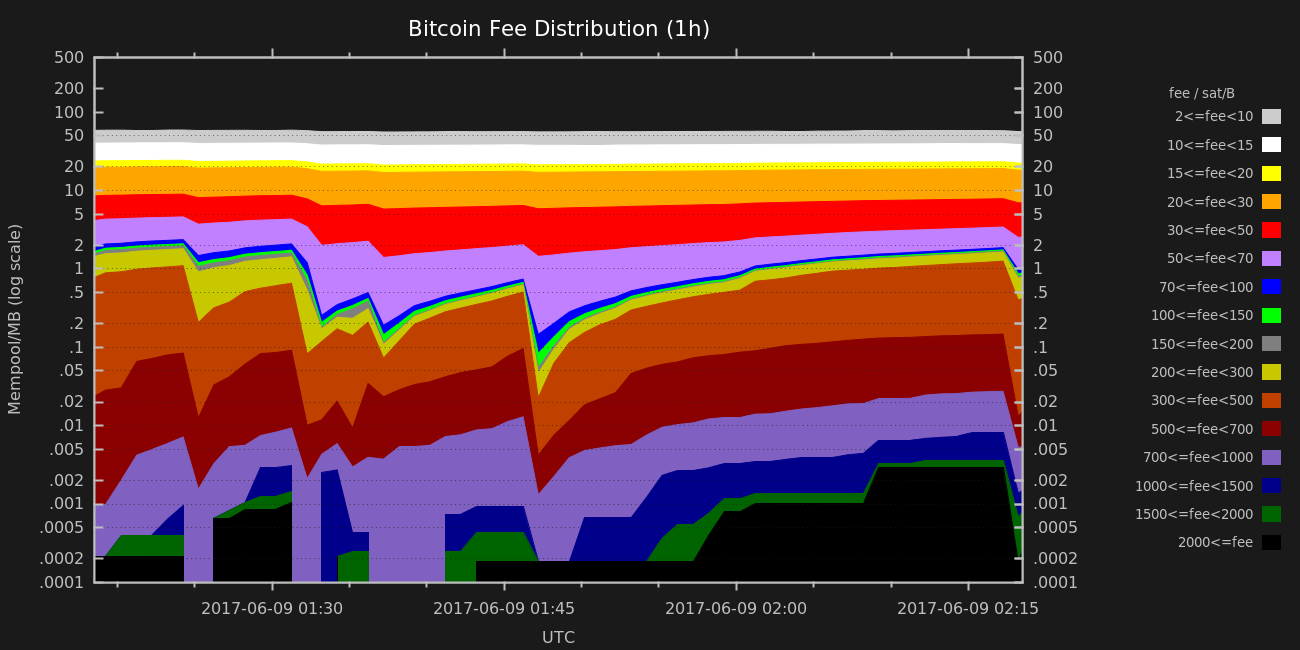 Bitcoin Fee Distribution (1h)
500 500
200 200
100 100
50 50
20 20
10 10
5 5
2 2
1 1
.5 .5
.2 .2
.1 .1
.05 .05
.02 .02
.01 .01
.005 .005
.002 .002
.001 .001
.0005 .0005
.0002 .0002
.0001 .0001
Mempool/MB (log scale)
2017-06-09 01:30 2017-06-09 01:45 2017-06-09 02:00 2017-06-09 02:15
UTC
fee / sat/B
2<=fee<10
10<=fee<15
15<=fee<20
20<=fee<30
30<=fee<50
50<=fee<70
70<=fee<100
100<=fee<150
150<=fee<200
200<=fee<300
300<=fee<500
500<=fee<700
700<=fee<1000
1000<=fee<1500
1500<=fee<2000
2000<=fee